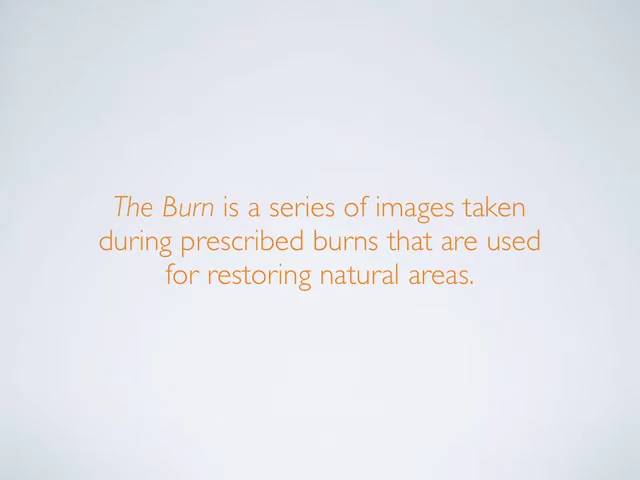 The Burn is a series of images taken
during prescribed burns that are used
for restoring natural areas.